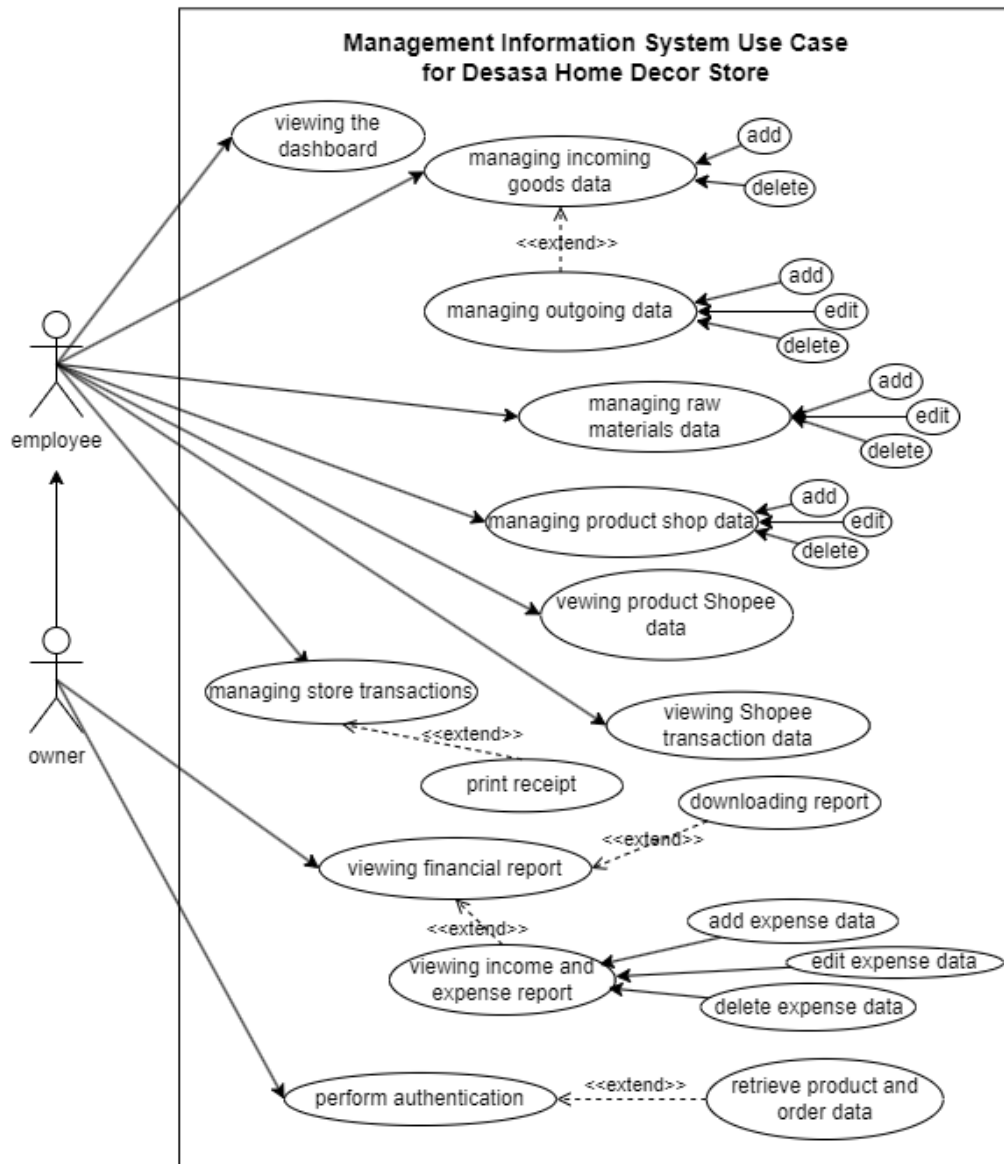 Management Information System Use Case
for Desasa Home Decor Store
viewing the
dashboard
managing incoming
goods data
add
delete
<<extend>>
managing outgoing data
add
edit
delete
managing raw
materials data
add
edit
delete
employee
managing product shop data
add
edit
delete
vewing product Shopee
data
managing store transactions
<<extend>>
print receipt
viewing Shopee
transaction data
owner
downloading report
<<extend>>
viewing financial report
<<extend>>
viewing income and
expense report
add expense data
edit expense data
delete expense data
perform authentication
<<extend>>
retrieve product and
order data